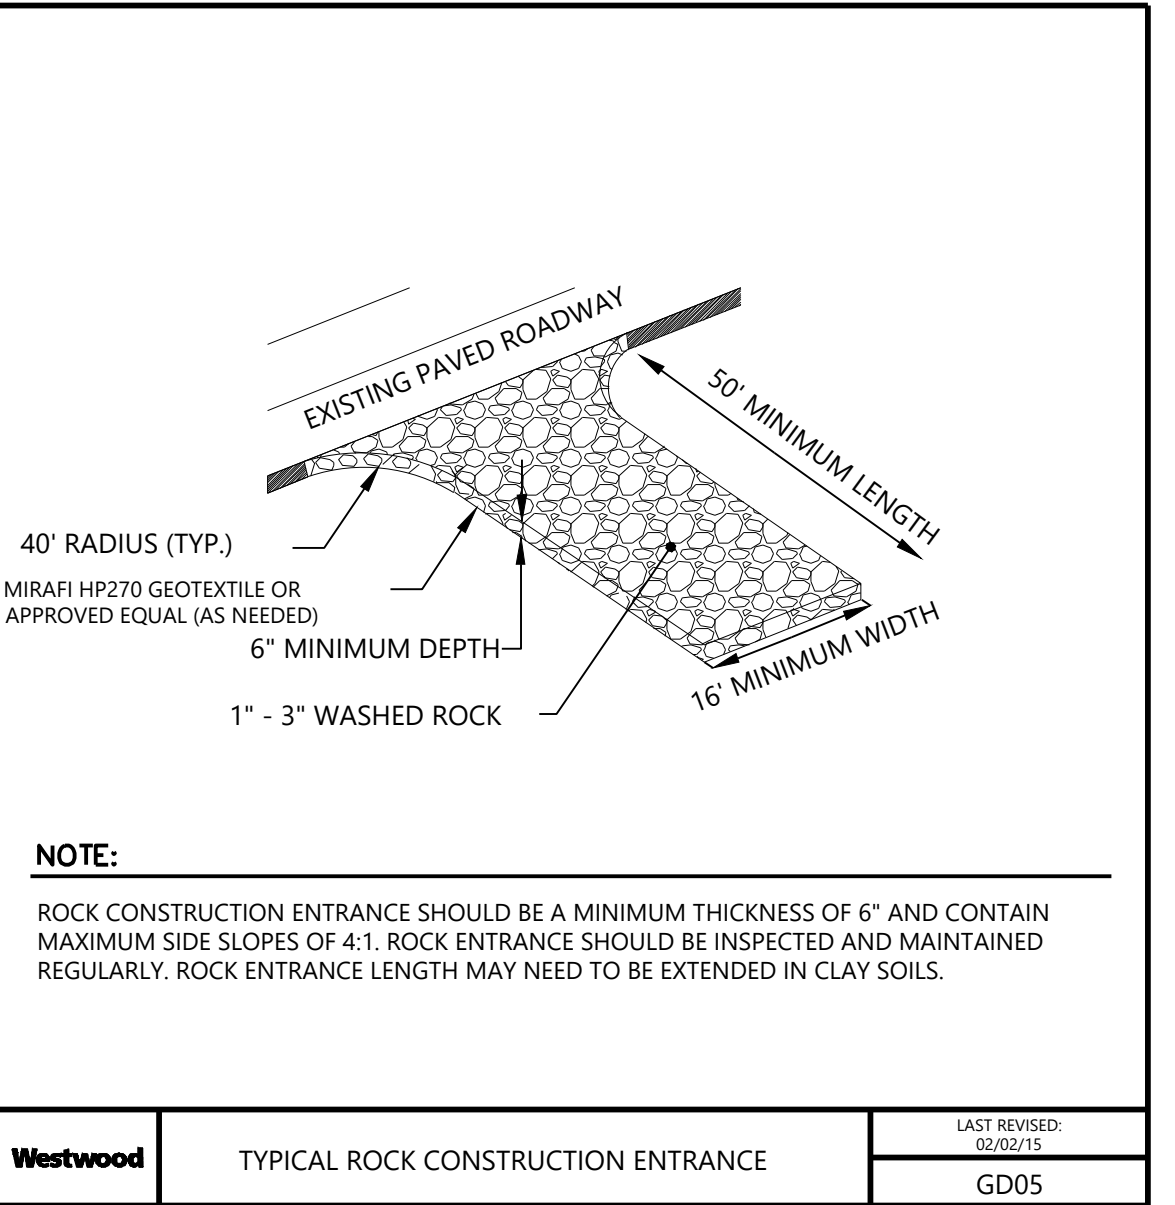 EXISTING PAVED ROADWAY
50' MINIMUM LENGTH
40' RADIUS (TYP.)
MIRAFI HP270 GEOTEXTILE OR
APPROVED EQUAL (AS NEEDED)
6" MINIMUM DEPTH
16' MINIMUM WIDTH
1" - 3" WASHED ROCK
NOTE:
ROCK CONSTRUCTION ENTRANCE SHOULD BE A MINIMUM THICKNESS OF 6" AND CONTAIN
MAXIMUM SIDE SLOPES OF 4:1. ROCK ENTRANCE SHOULD BE INSPECTED AND MAINTAINED
REGULARLY. ROCK ENTRANCE LENGTH MAY NEED TO BE EXTENDED IN CLAY SOILS.
Westwood
TYPICAL ROCK CONSTRUCTION ENTRANCE
LAST REVISED:
02/02/15
GD05